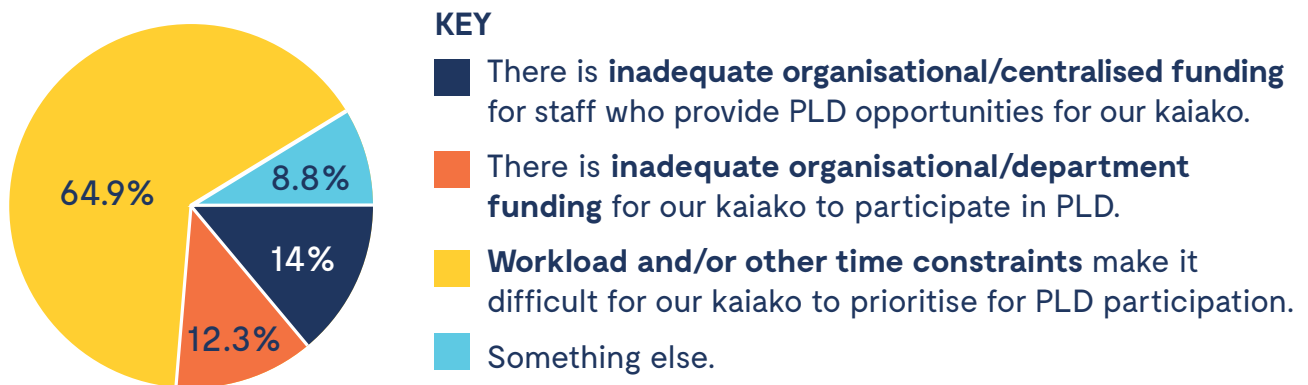 KEY
There is inadequate organisational/centralised funding
for staff who provide PLD opportunities for our kaiako.
There is inadequate organisational/department
funding for our kaiako to participate in PLD.
Workload and/or other time constraints make it
difficult for our kaiako to prioritise for PLD participation.
Something else.
64.9%
8.8%
14%
12.3%